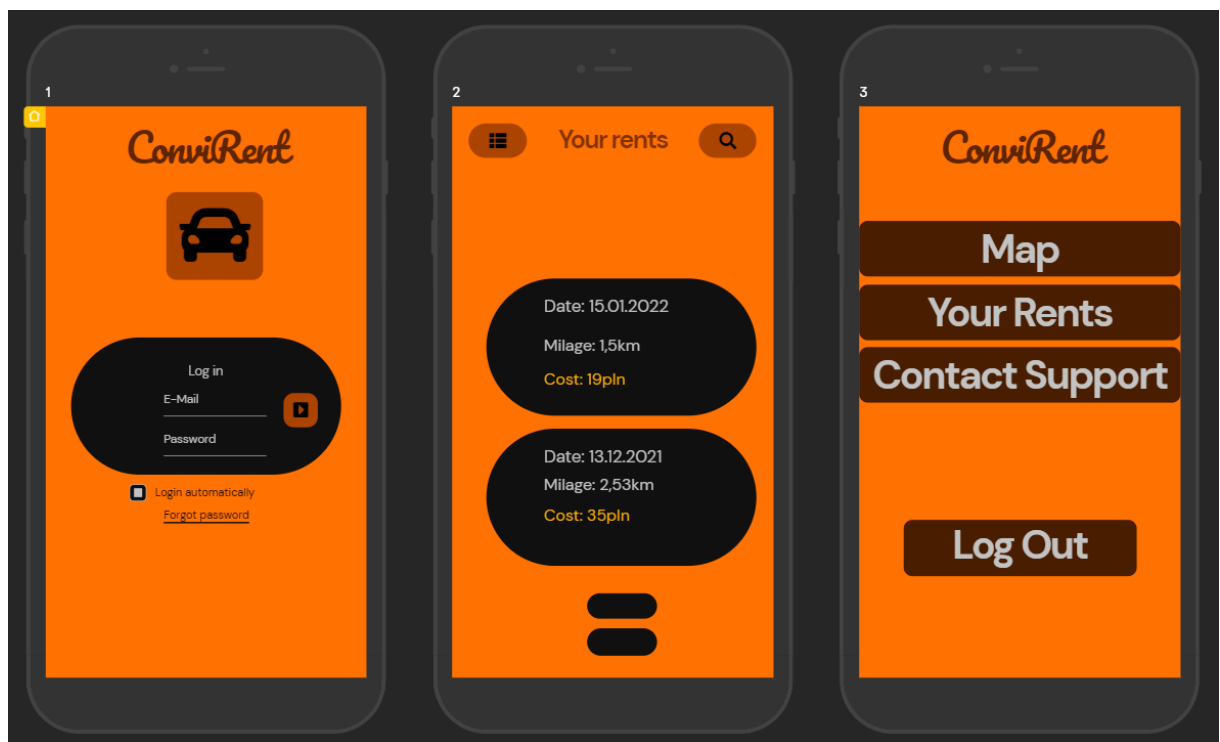 1
ConviRent
Log in
E-Mail
Password
Login automatically
Forgot password
2
Your rents
Date: 15.01.2022
Milage: 1,5km
Cost: 19pln
Date: 13.12.2021
Milage: 2,53km
Cost: 35pln
3
ConviRent
Map
Your Rents
Contact Support
Log Out